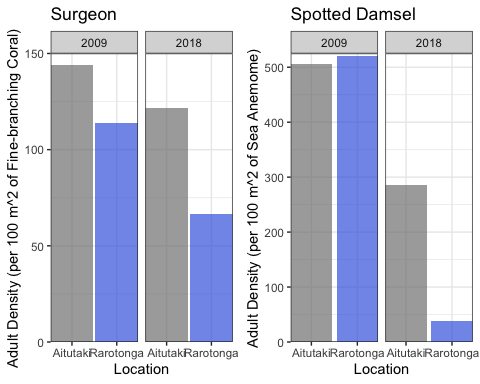 Surgeon
Adult Density (per 100 m^2 of Fine-branching Coral)
2009 2018
150
100
50
0
Aitutaki Rarotonga Aitutaki Rarotonga
Location
Spotted Damsel
Adult Density (per 100 m^2 of Sea Anemome)
2009 2018
500
400
300
200
100
0
Aitutaki Rarotonga Aitutaki Rarotonga
Location